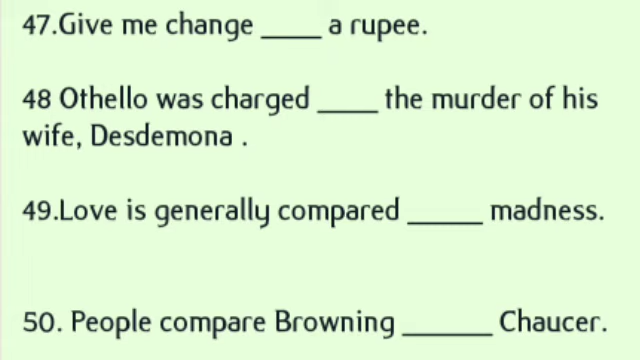 47.Give me change ____ a rupee.
48 Othello was charged ____ the murder of his
wife, Desdemona .
49.Love is generally compared _____ madness.
50. People compare Browning ______ Chaucer.